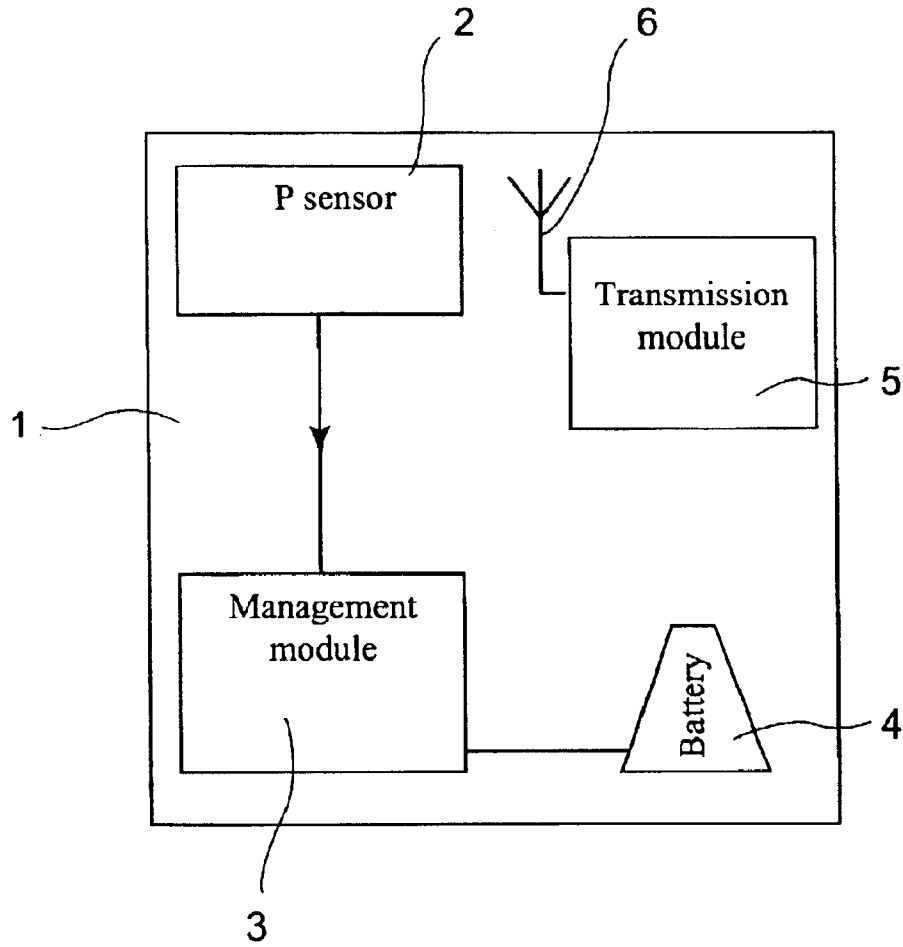 2
6
P sensor
Transmission
module
5
1
Management
module
Battery
4
3